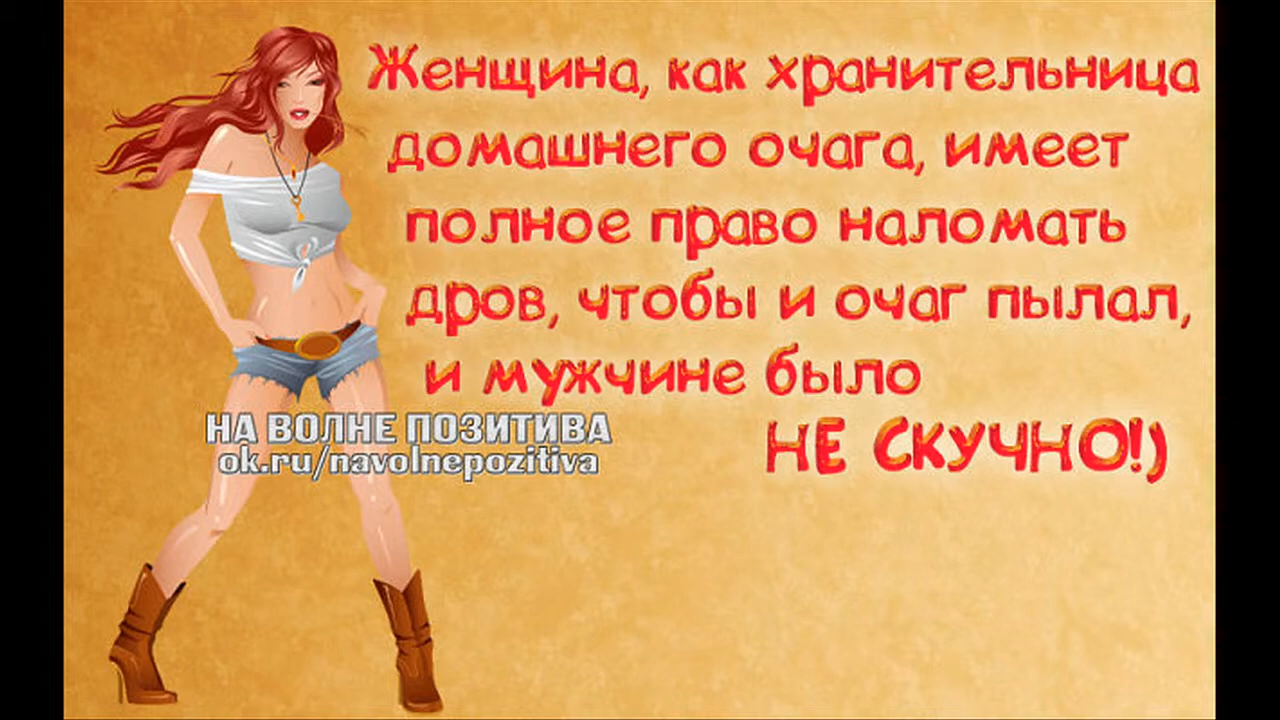 Женщина, как хранительница
домашнего очага, имеет
полное право наломать
дров, чтобы и очаг пылал,
и мужчине было
НЕ СКУЧНО!)
НА ВОЛНЕ ПОЗИТИВА
ok.ru/navolnepozitiva